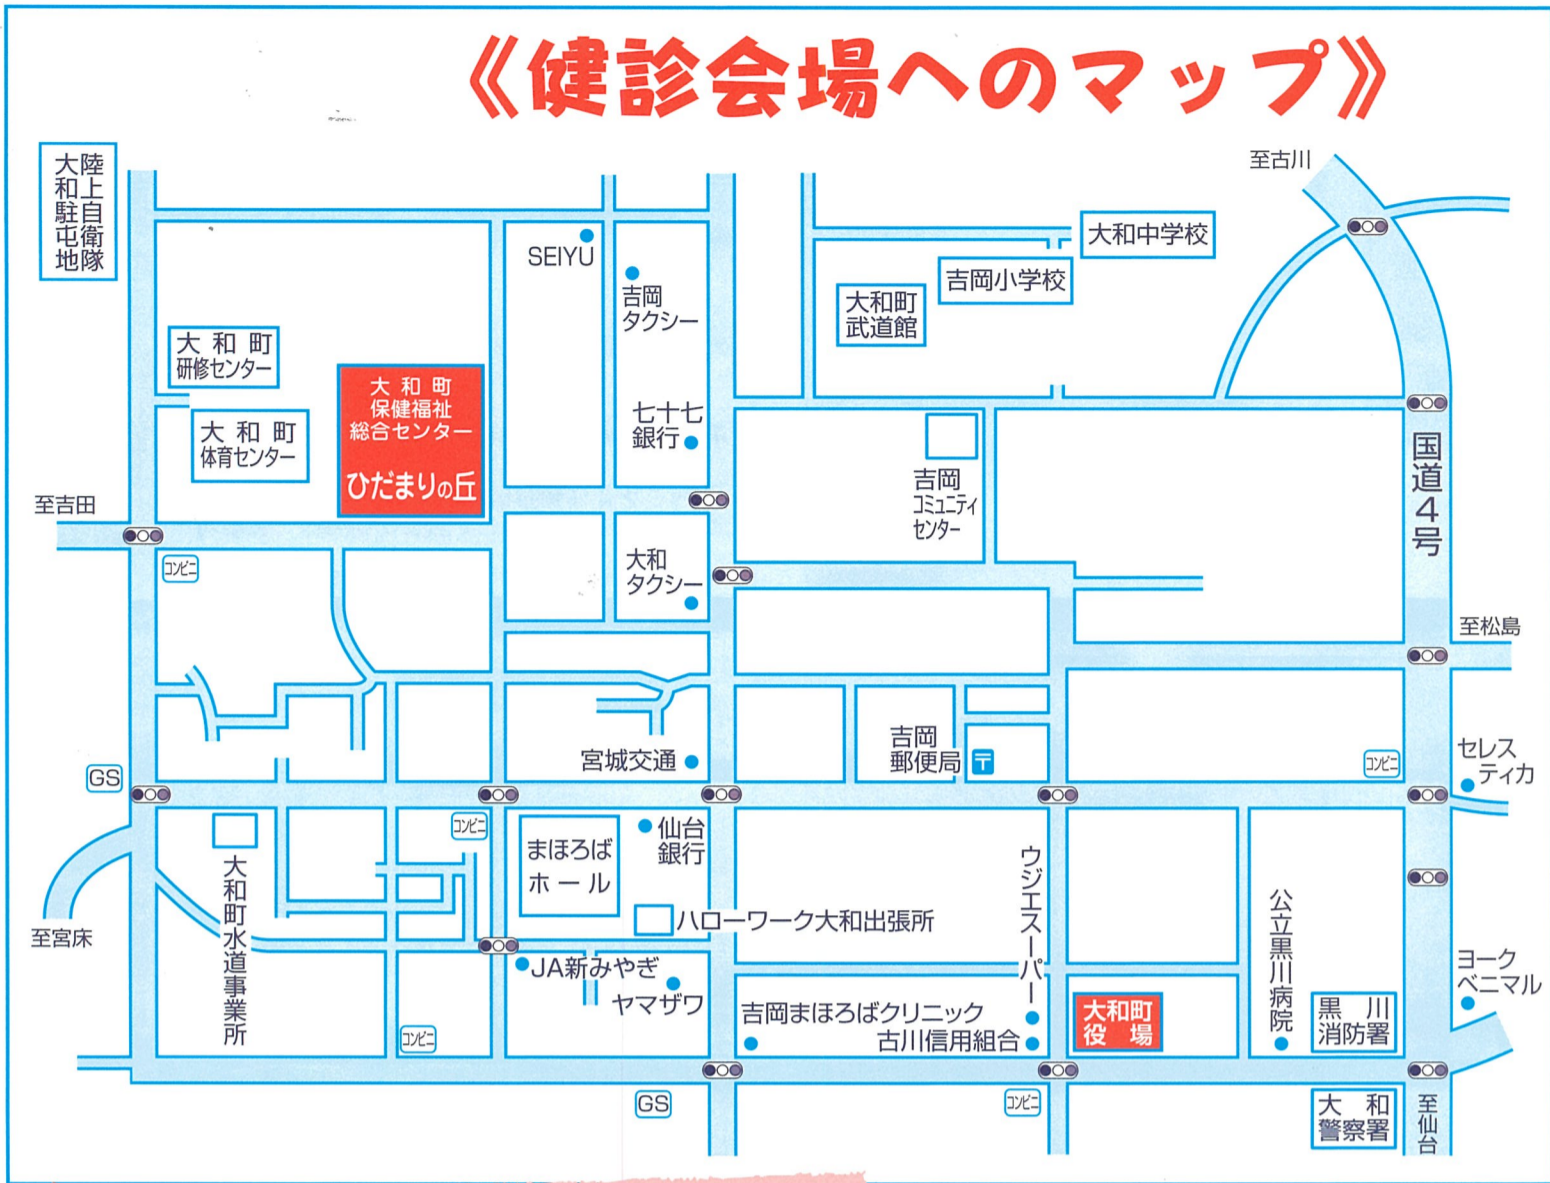 《健診会場へのマップ》
至古川
陸上自衛隊
大和駐屯地
大和中学校
SEIYU
吉岡小学校
吉岡
タクシー
大和町
武道館
大和町
研修センター
大和町
保健福祉
総合センター
ひだまりの丘
七十七
銀行
大和町
体育センター
国道4号
吉岡
コミュニティ
センター
至吉田
コンビニ
大和
タクシー
至松島
吉岡
郵便局
〒
宮城交通
コンビニ
セレス
ティカ
GS
コンビニ
まほろば
ホール
仙台
銀行
大和町水道事業所
ウジエスーパー
公立黒川病院
ハローワーク大和出張所
至宮床
JA新みやぎ
ヤマザワ
ヨーク
ベニマル
吉岡まほろばクリニック
古川信用組合
大和町
役場
黒川
消防署
コンビニ
GS
コンビニ
大和
警察署
至仙台